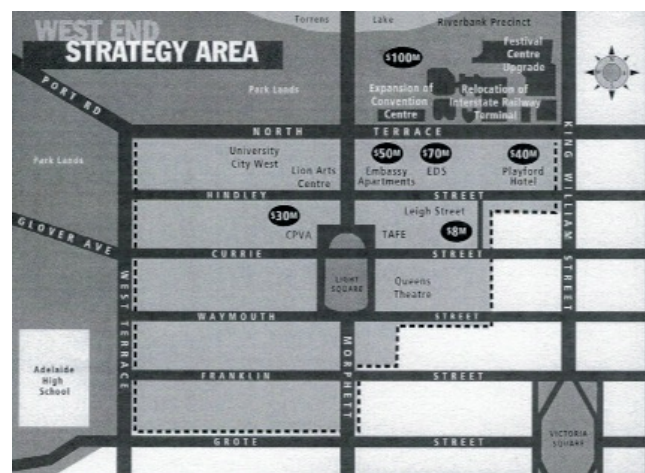 WEST END
STRATEGY AREA
Torrens
Lake
Riverbank Precinct
Festival
Centre
Upgrade
$100M
Park Lands
Expansion of
Convention
Centre
Relocation of
Interstate Railway
Terminal
PORT RD
NORTH TERRACE
Park Lands
University
City West
Lion Arts
Centre
$50M
Embassy
Apartments
$70M
EDS
$40M
Playford
Hotel
KING WILLIAM STREET
HINDLEY STREET
$30M
CPVA
TAFE
Leigh Street
$8M
GLOVER AVE
CURRIE STREET
WEST TERRACE
LIGHT
SQUARE
Queens
Theatre
WAYMOUTH STREET
MORPHETT
Adelaide
High
School
FRANKLIN STREET
VICTORIA
SQUARE
GROTE STREET